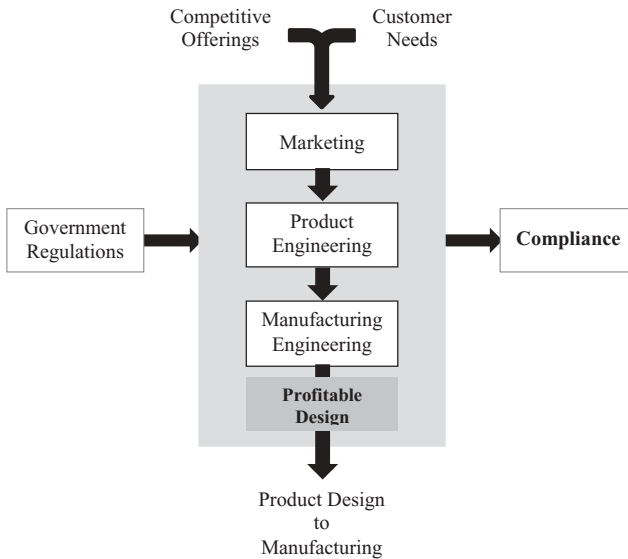 Competitive
Offerings
Customer
Needs
Marketing
Government
Regulations
Product
Engineering
Compliance
Manufacturing
Engineering
Profitable
Design
Product Design
to
Manufacturing